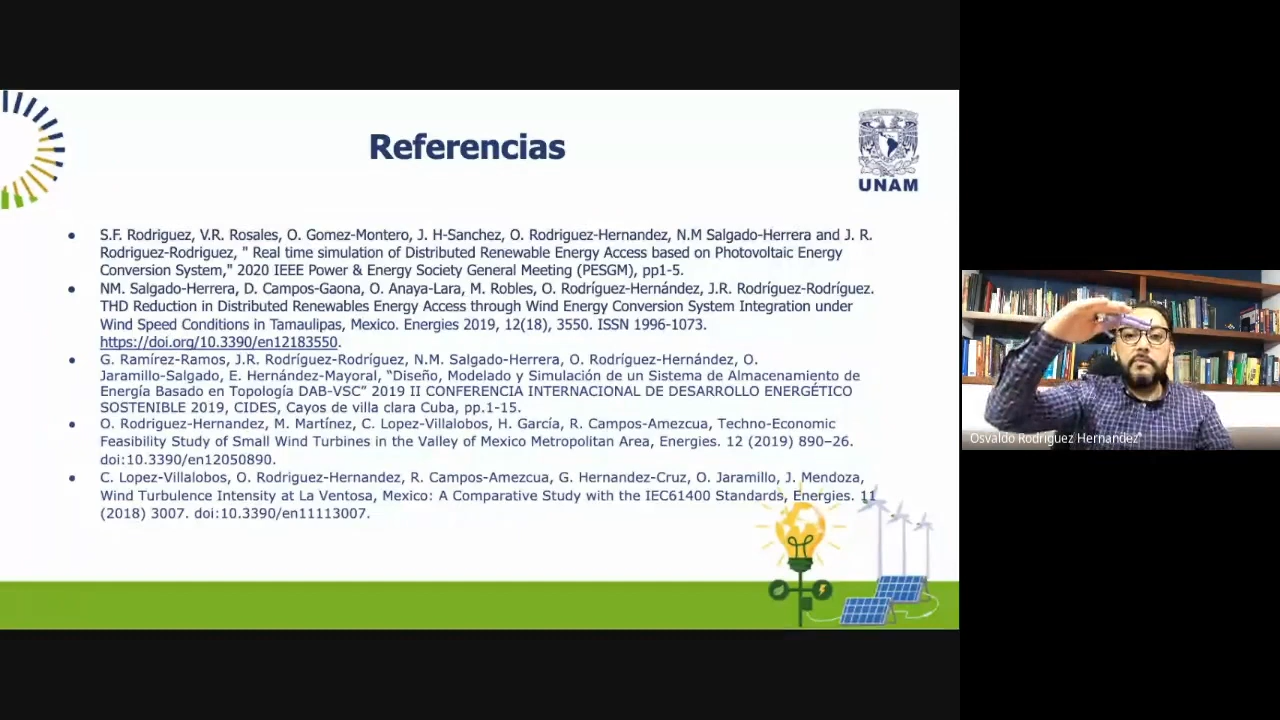 Referencias
UNAM
S.F. Rodriguez, V.R. Rosales, O. Gomez-Montero, J. H-Sanchez, O. Rodriguez-Hernandez, N.M Salgado-Herrera and J. R.
Rodriguez-Rodriguez, " Real time simulation of Distributed Renewable Energy Access based on Photovoltaic Energy
Conversion System," 2020 IEEE Power & Energy Society General Meeting (PESGM), pp1-5.
NM. Salgado-Herrera, D. Campos-Gaona, O. Anaya-Lara, M. Robles, O. Rodríguez-Hernández, J.R. Rodríguez-Rodríguez.
THD Reduction in Distributed Renewables Energy Access through Wind Energy Conversion System Integration under
Wind Speed Conditions in Tamaulipas, Mexico. Energies 2019, 12(18), 3550. ISSN 1996-1073.
https://doi.org/10.3390/en12183550.
G. Ramírez-Ramos, J.R. Rodríguez-Rodríguez, N.M. Salgado-Herrera, O. Rodríguez-Hernández, O.
Jaramillo-Salgado, E. Hernández-Mayoral, “Diseño, Modelado y Simulación de un Sistema de Almacenamiento de
Energía Basado en Topología DAB-VSC” 2019 II CONFERENCIA INTERNACIONAL DE DESARROLLO ENERGÉTICO
SOSTENIBLE 2019, CIDES, Cayos de villa clara Cuba, pp.1-15.
O. Rodriguez-Hernandez, M. Martínez, C. Lopez-Villalobos, H. García, R. Campos-Amezcua, Techno-Economic
Feasibility Study of Small Wind Turbines in the Valley of Mexico Metropolitan Area, Energies. 12 (2019) 890–26.
doi:10.3390/en12050890.
C. Lopez-Villalobos, O. Rodriguez-Hernandez, R. Campos-Amezcua, G. Hernandez-Cruz, O. Jaramillo, J. Mendoza,
Wind Turbulence Intensity at La Ventosa, Mexico: A Comparative Study with the IEC61400 Standards, Energies. 11
(2018) 3007. doi:10.3390/en11113007.
Osvaldo Rodriguez Hernandez